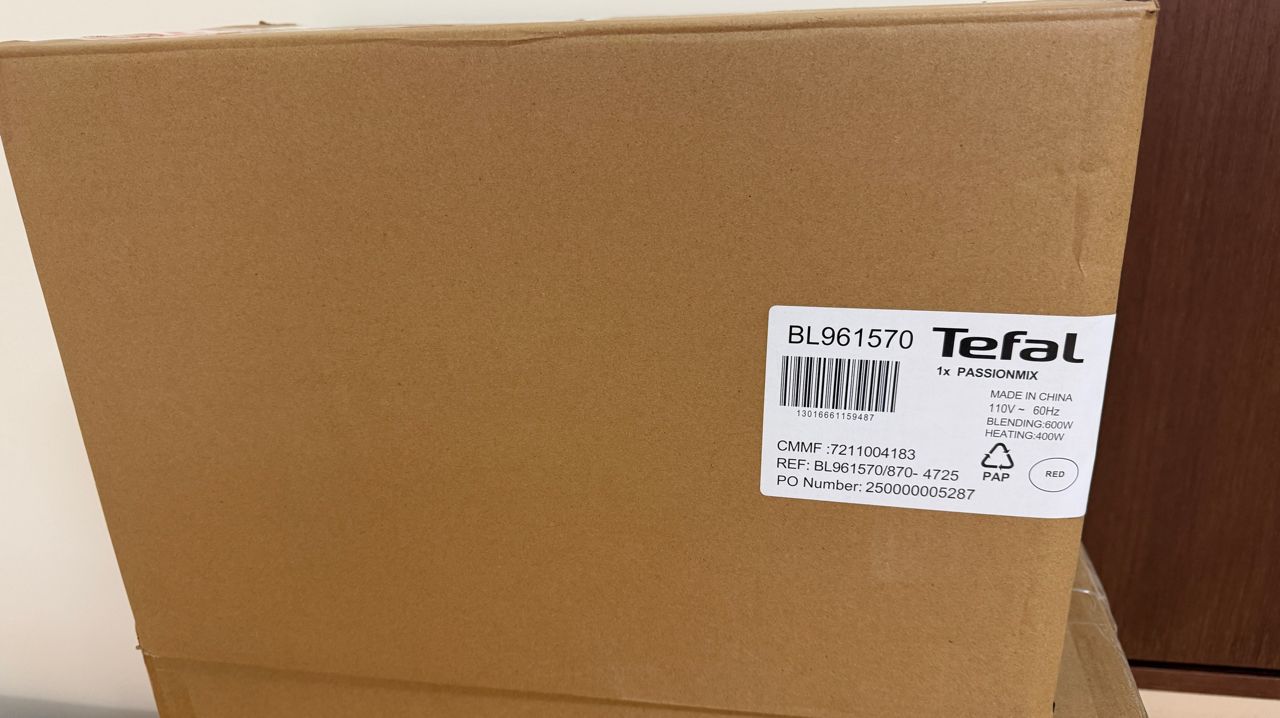 BL961570
Tefal
1x PASSIONMIX
13016661159487
MADE IN CHINA
110V ~ 60Hz
BLENDING:600W
HEATING:400W
CMMF :7211004183
REF: BL961570/870- 4725
PO Number: 250000005287
PAP
RED